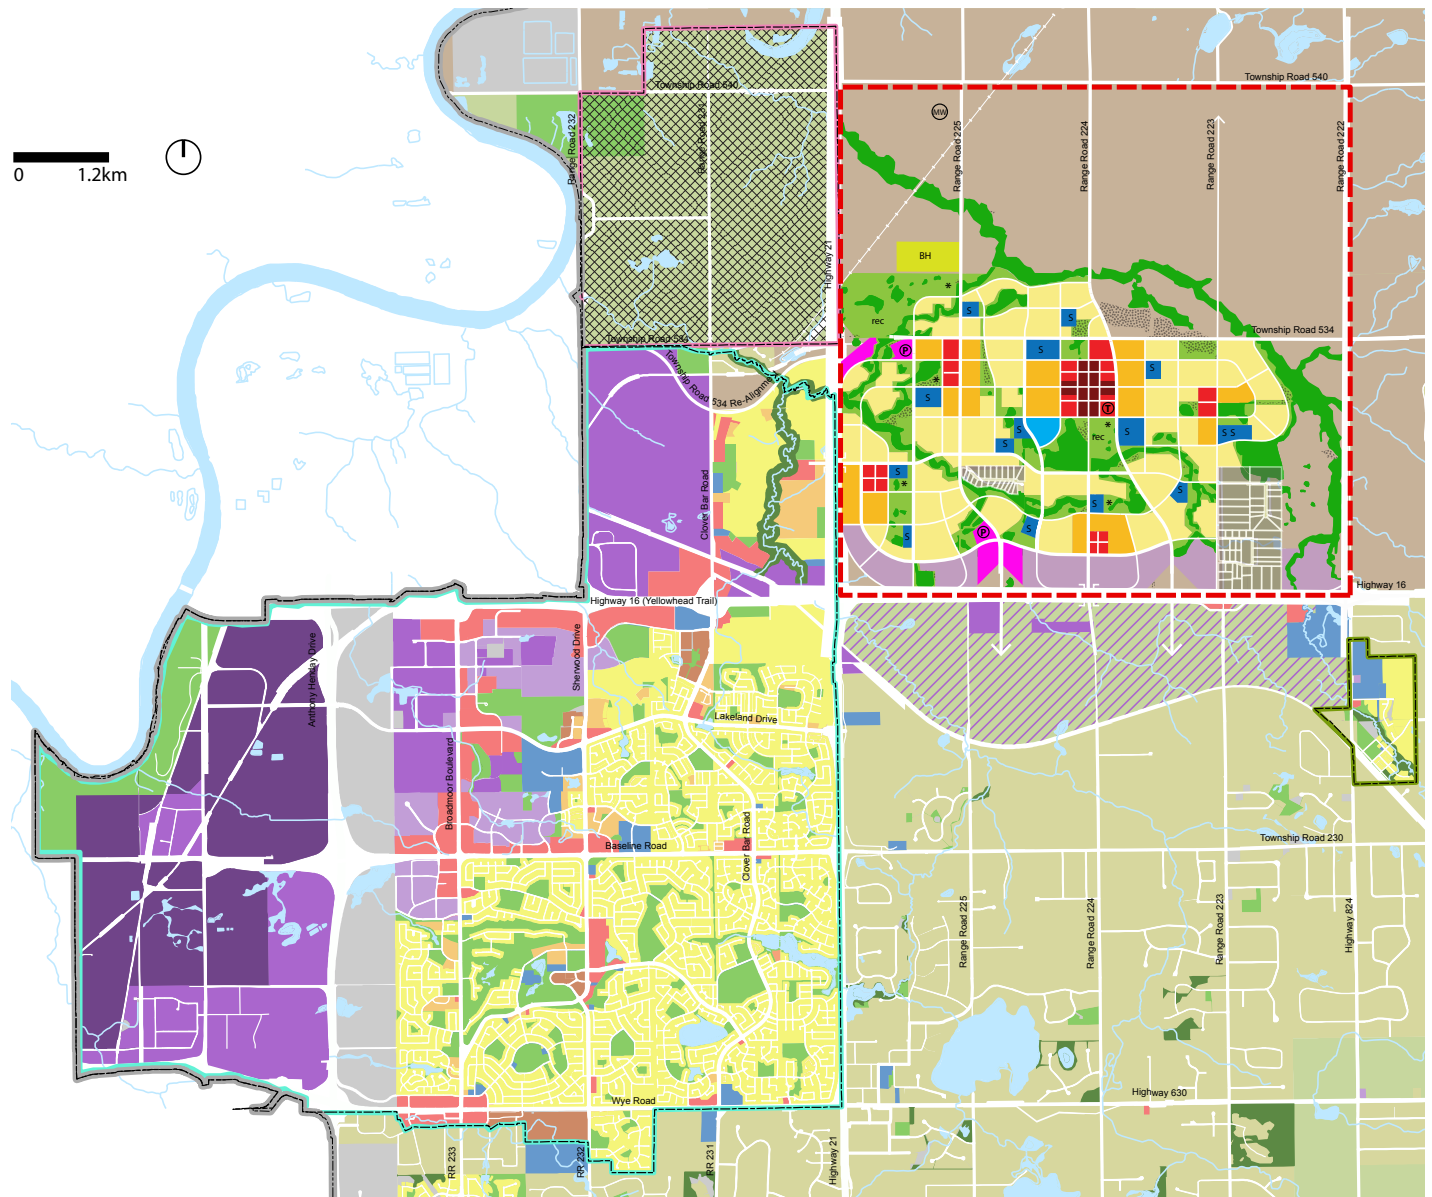 Township Road 540
Township Road 540
0 1.2km
MW
Range Road 232
Range Road 231
Range Road 225
Range Road 224
Range Road 223
Range Road 222
Highway 21
BH
*
rec
S
S
Township Road 534
Township Road 534
P
S
S
*
S
Township Road 534 Re-Alignme
T
*
rec
S
S
S
S S
S
*
S
S
*
S
P
S
Clover Bar Road
Highway 16
Highway 16 (Yellowhead Trail)
Anthony Henday Drive
Sherwood Drive
Lakeland Drive
Broadmoor Boulevard
Clover Bar Road
Baseline Road
Township Road 230
Range Road 225
Range Road 224
Range Road 223
Highway 824
Wye Road
Highway 630
RR 233
RR 232
RR 231
Highway 21